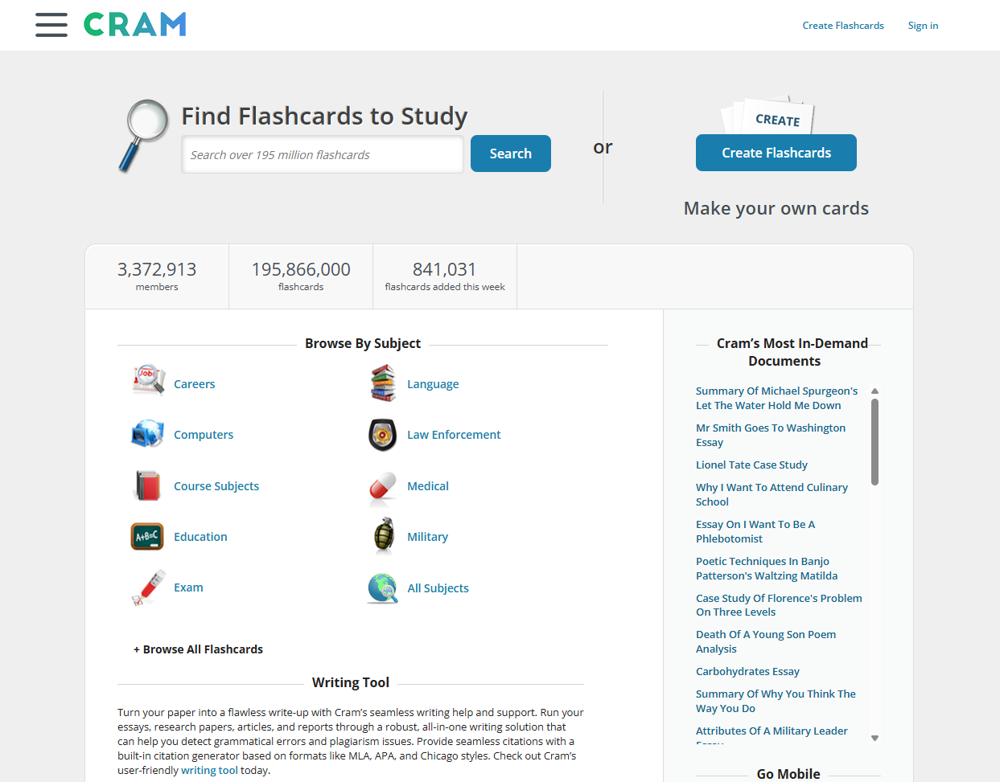 CRAM
Create Flashcards
Sign in
Find Flashcards to Study
Search over 195 million flashcards
Search
or
CREATE
Create Flashcards
Make your own cards
3,372,913
members
195,866,000
flashcards
841,031
flashcards added this week
Browse By Subject
Job!
Careers
Computers
Course Subjects
A+B=C
Education
Exam
Language
Law Enforcement
Medical
Military
All Subjects
+ Browse All Flashcards
Writing Tool
Turn your paper into a flawless write-up with Cram’s seamless writing help and support. Run your
essays, research papers, articles, and reports through a robust, all-in-one writing solution that
can help you detect grammatical errors and plagiarism issues. Provide seamless citations with a
built-in citation generator based on formats like MLA, APA, and Chicago styles. Check out Cram’s
user-friendly writing tool today.
Cram’s Most In-Demand
Documents
Summary Of Michael Spurgeon's
Let The Water Hold Me Down
Mr Smith Goes To Washington
Essay
Lionel Tate Case Study
Why I Want To Attend Culinary
School
Essay On I Want To Be A
Phlebotomist
Poetic Techniques In Banjo
Patterson's Waltzing Matilda
Case Study Of Florence's Problem
On Three Levels
Death Of A Young Son Poem
Analysis
Carbohydrates Essay
Summary Of Why You Think The
Way You Do
Attributes Of A Military Leader
Go Mobile